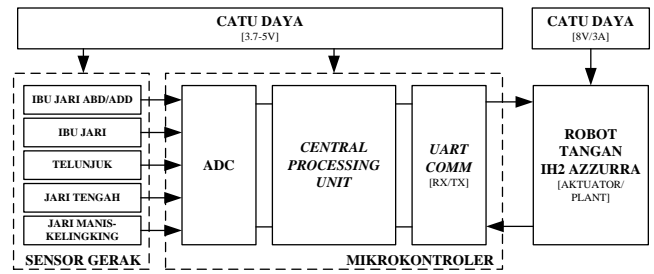 CATU DAYA
[3.7-5V]
CATU DAYA
[8V/3A]
IBU JARI ABD/ADD
IBU JARI
TELUNJUK
JARI TENGAH
JARI MANIS-
KELINGKING
SENSOR GERAK
ADC
CENTRAL
PROCESSING
UNIT
UART
COMM
[RX/TX]
MIKROKONTROLER
ROBOT
TANGAN
IH2 AZZURRA
[AKTUATOR/
PLANT]